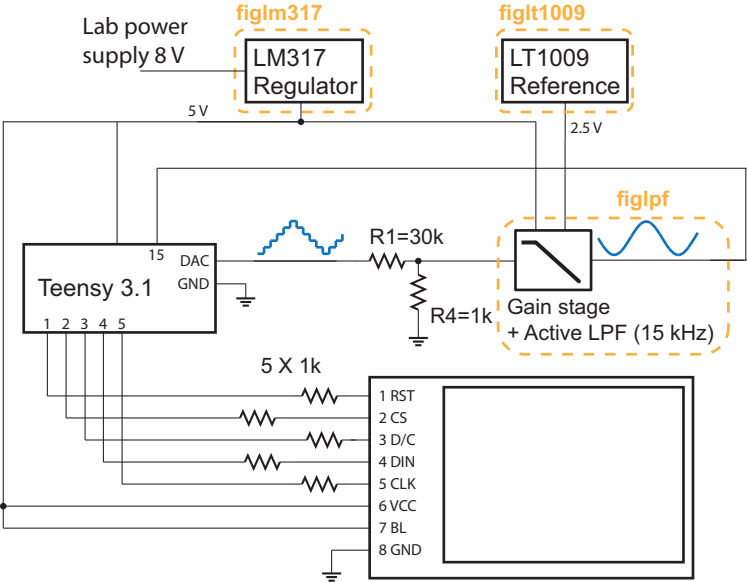 figlm317
figlt1009
Lab power
supply 8 V
LM317
Regulator
LT1009
Reference
5 V
2.5 V
figlpf
15
DAC
GND
Teensy 3.1
1 2 3 4 5
R1=30k
R4=1k
Gain stage
+ Active LPF (15 kHz)
5 X 1k
1 RST
2 CS
3 D/C
4 DIN
5 CLK
6 VCC
7 BL
8 GND